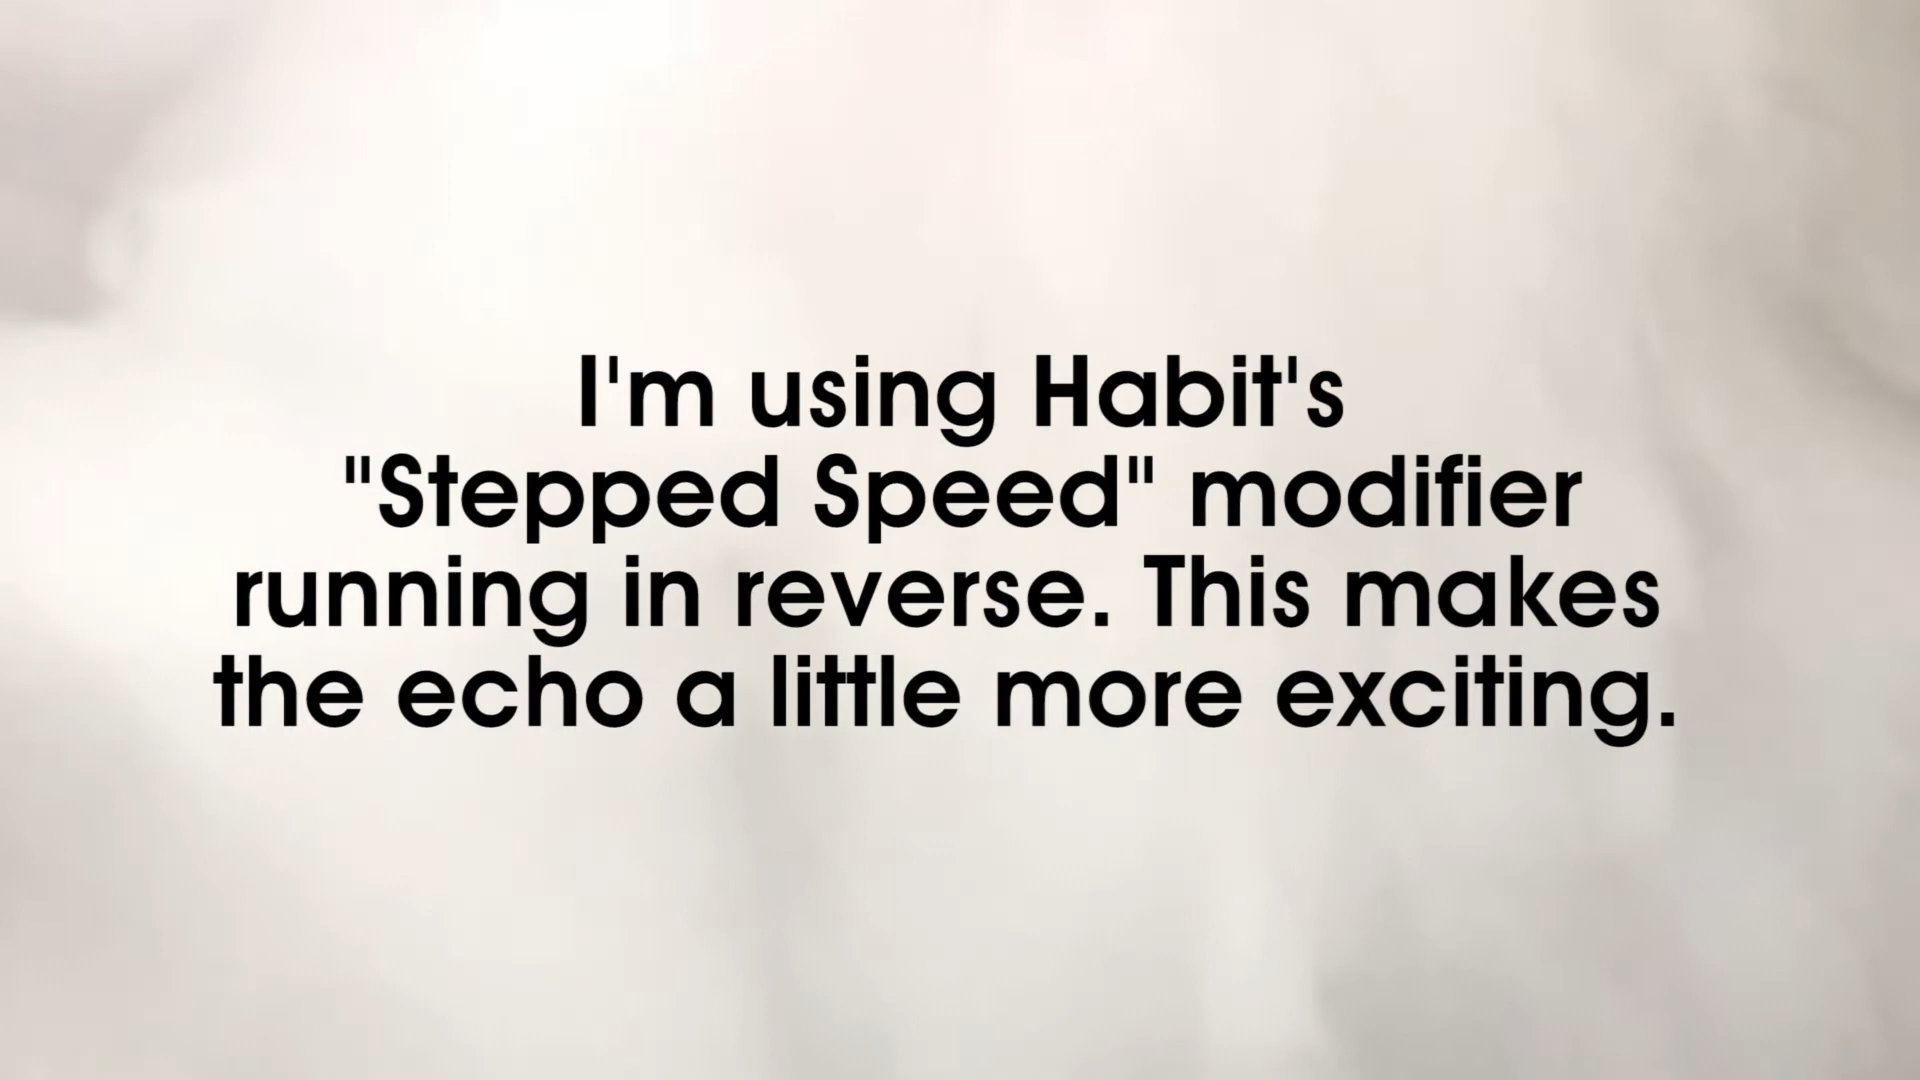 I'm using Habit's
"Stepped Speed" modifier
running in reverse. This makes
the echo a little more exciting.